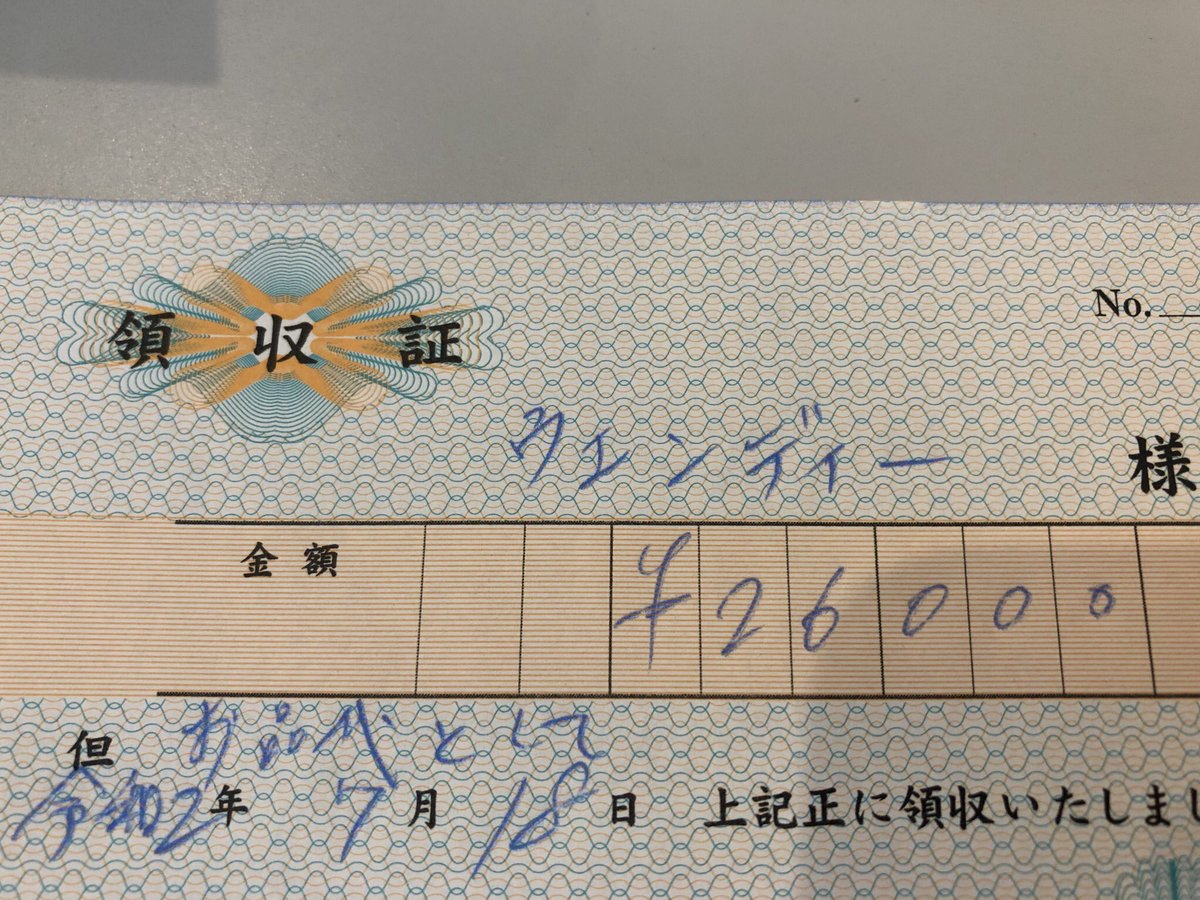 領収証
No.
ウェンディー 様
金額 ¥26000
但 お品代として
令和2年 7月 18日 上記正に領収いたしまし